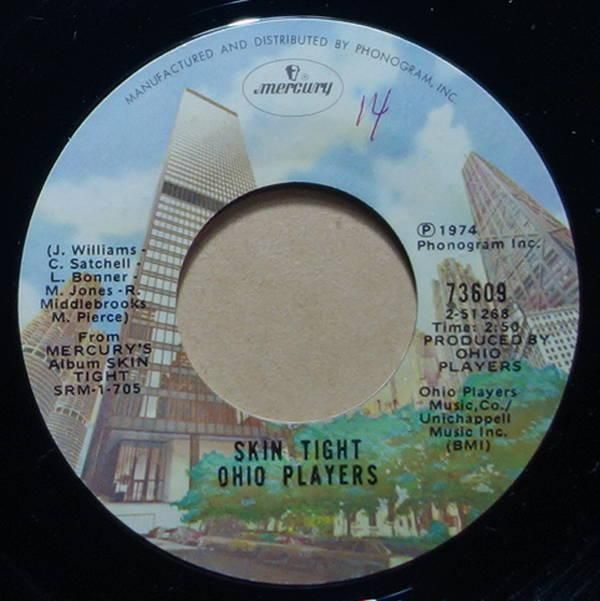 MANUFACTURED AND DISTRIBUTED BY PHONOGRAM, INC.
mercury ®
14
(J. Williams -
C. Satchell -
L. Bonner -
M. Jones - R.
Middlebrooks
M. Pierce)
From
MERCURY'S
Album SKIN
TIGHT
SRM-1-705
Ⓟ 1974
Phonogram Inc.
73609
2-51268
Time: 2:50
PRODUCED BY
OHIO
PLAYERS
Ohio Players
Music, Co./
Unichappell
Music Inc.
(BMI)
SKIN TIGHT
OHIO PLAYERS